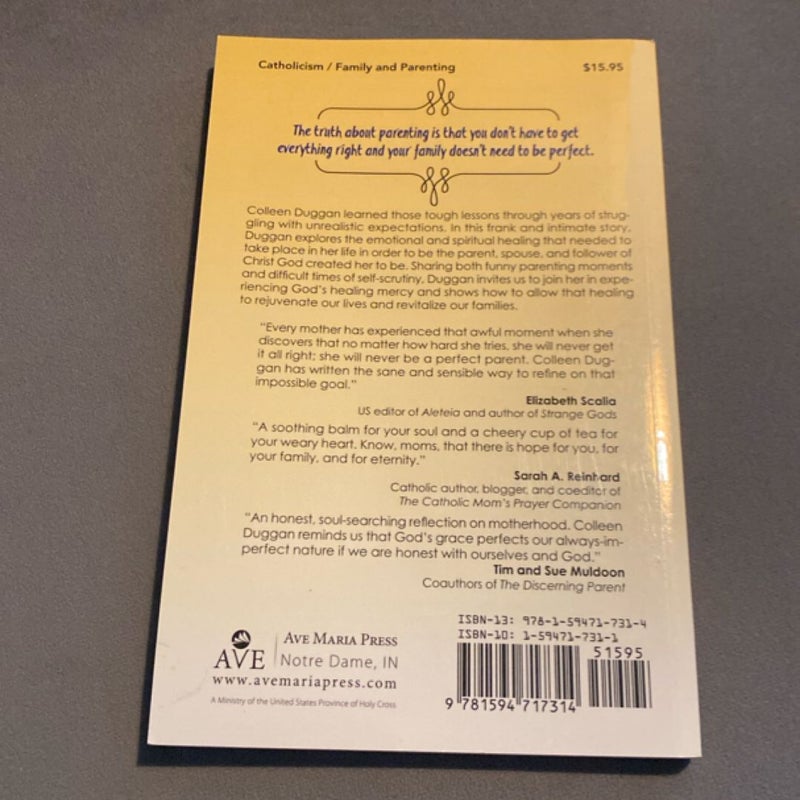 Catholicism / Family and Parenting
$15.95
The truth about parenting is that you don't have to get
everything right and your family doesn't need to be perfect.
Colleen Duggan learned those tough lessons through years of strug-
gling with unrealistic expectations. In this frank and intimate story,
Duggan explores the emotional and spiritual healing that needed to
take place in her life in order to be the parent, spouse, and follower of
Christ God created her to be. Sharing both funny parenting moments
and difficult times of self-scrutiny, Duggan invites us to join her in expe-
riencing God's healing mercy and shows how to allow that healing
to rejuvenate our lives and revitalize our families.
"Every mother has experienced that awful moment when she
discovers that no matter how hard she tries, she will never get
it all right; she will never be a perfect parent. Colleen Dug-
gan has written the sane and sensible way to refine on that
impossible goal."
Elizabeth Scalia
US editor of Aleteia and author of Strange Gods
"A soothing balm for your soul and a cheery cup of tea for
your weary heart. Know, moms, that there is hope for you, for
your family, and for eternity."
Sarah A. Reinhard
Catholic author, blogger, and coeditor of
The Catholic Mom's Prayer Companion
"An honest, soul-searching reflection on motherhood. Colleen
Duggan reminds us that God's grace perfects our always-im-
perfect nature if we are honest with ourselves and God."
Tim and Sue Muldoon
Coauthors of The Discerning Parent
ISBN-13: 978-1-59471-731-4
ISBN-10: 1-59471-731-1
51595
9 781594 717314
AVE
AVE MARIA PRESS
Notre Dame, IN
www.avemariapress.com
A Ministry of the United States Province of Holy Cross